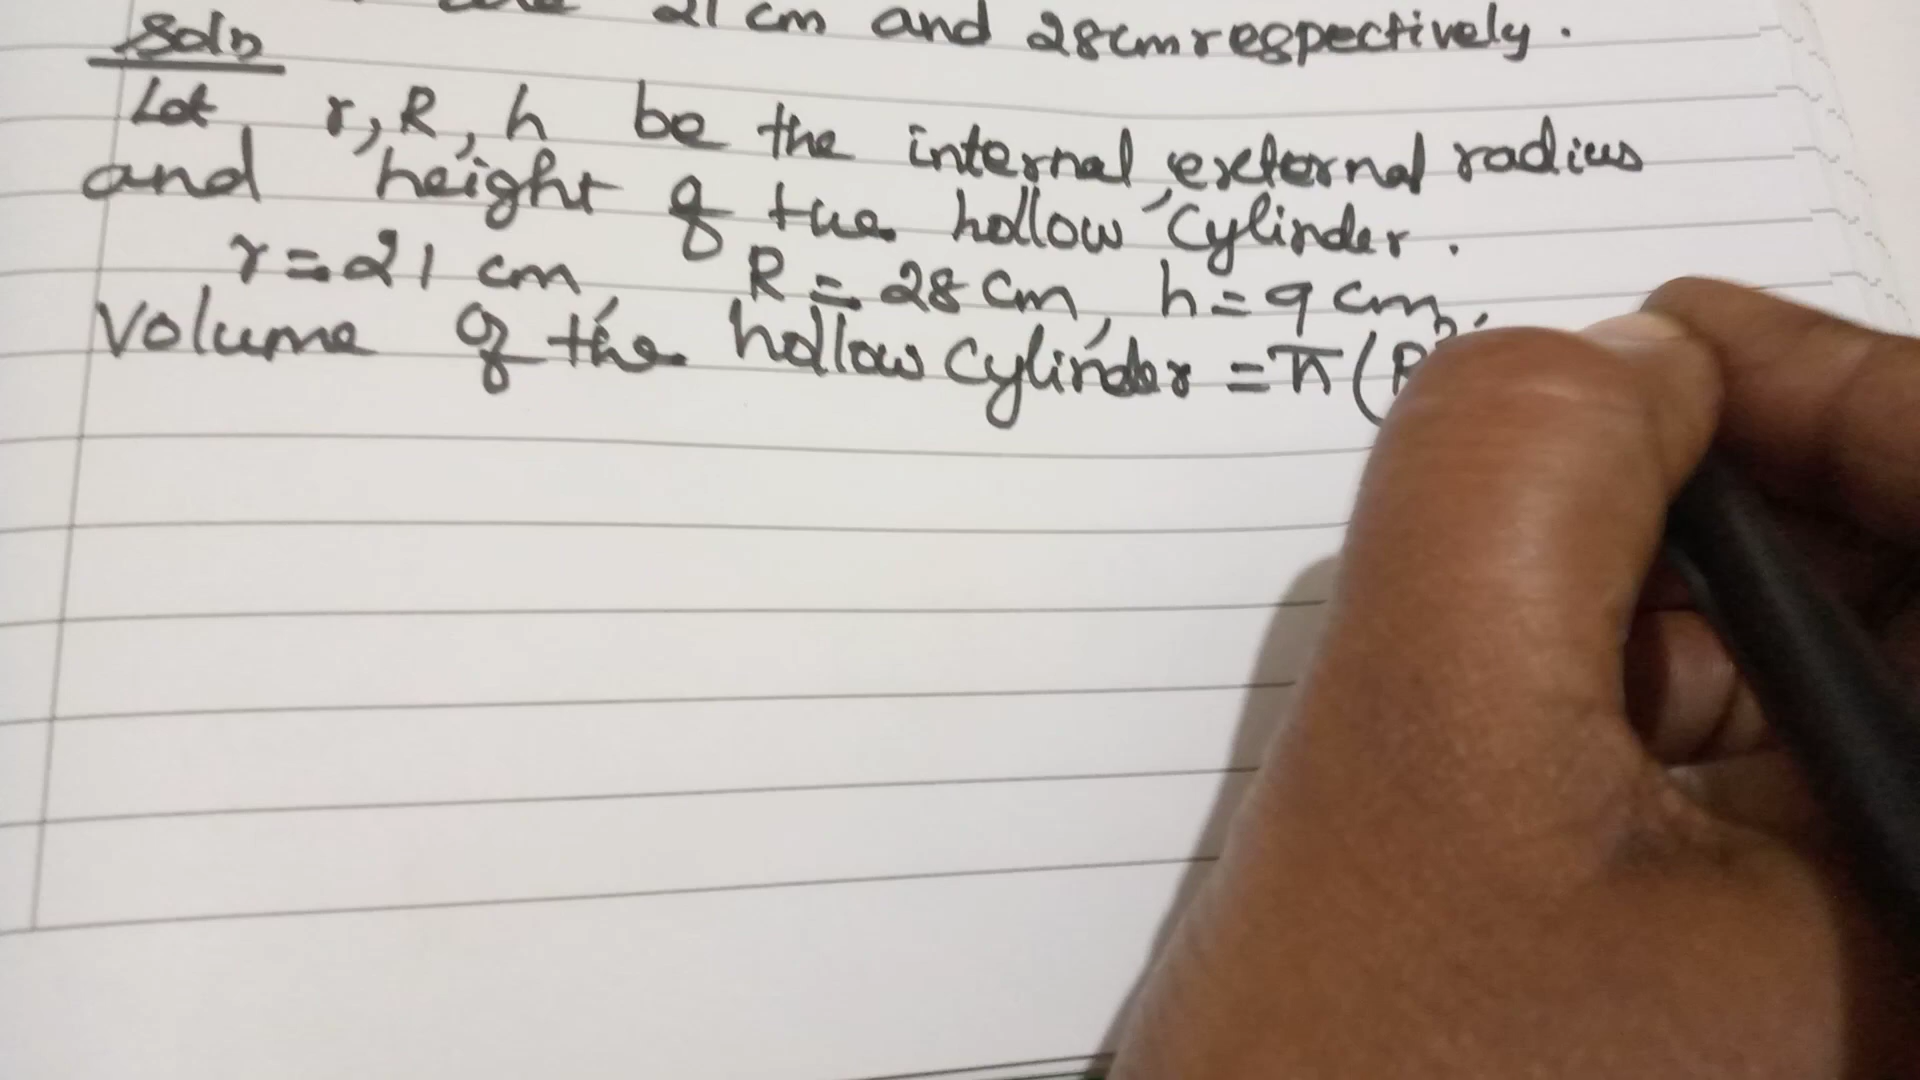 21 cm and 28cm respectively.
Soln
Let r, R, h be the internal, external radius
and height of the hollow cylinder.
r = 21 cm, R = 28 cm, h = 9 cm.
Volume of the hollow cylinder = π(R²